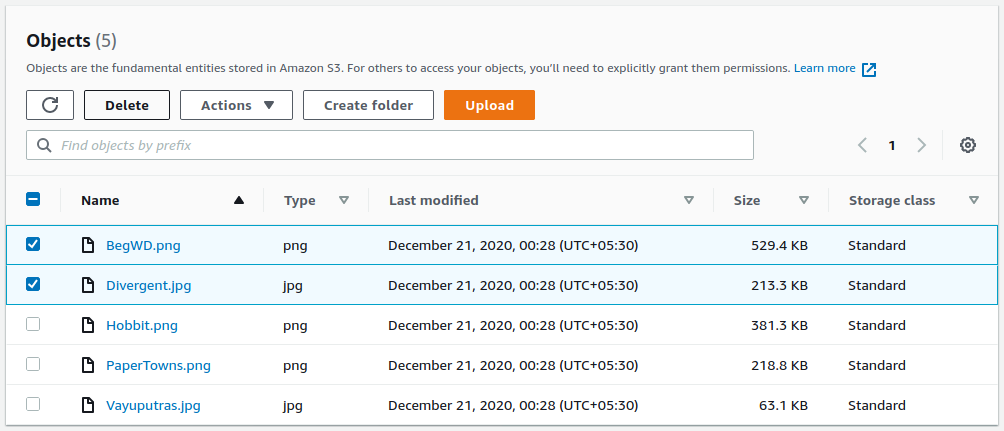 Objects (5)
Objects are the fundamental entities stored in Amazon S3. For others to access your objects, you’ll need to explicitly grant them permissions. Learn more
Delete Actions Create folder Upload
Find objects by prefix 1
Name Type Last modified Size Storage class
BegWD.png png December 21, 2020, 00:28 (UTC+05:30) 529.4 KB Standard
Divergent.jpg jpg December 21, 2020, 00:28 (UTC+05:30) 213.3 KB Standard
Hobbit.png png December 21, 2020, 00:28 (UTC+05:30) 381.3 KB Standard
PaperTowns.png png December 21, 2020, 00:28 (UTC+05:30) 218.8 KB Standard
Vayuputras.jpg jpg December 21, 2020, 00:28 (UTC+05:30) 63.1 KB Standard